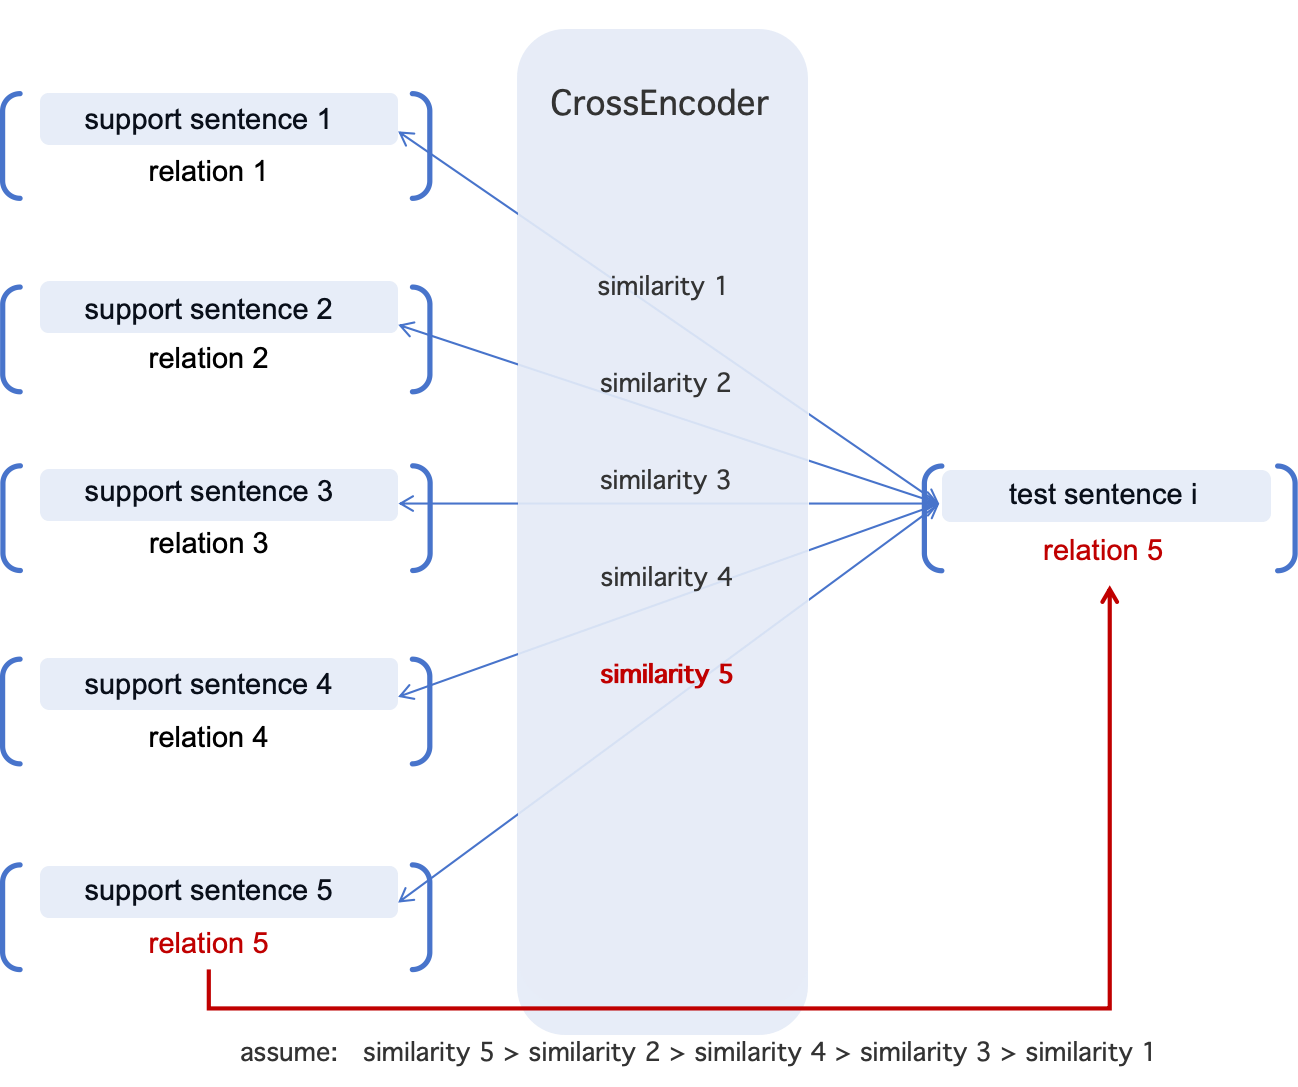 CrossEncoder
support sentence 1
relation 1
support sentence 2
relation 2
support sentence 3
relation 3
support sentence 4
relation 4
support sentence 5
relation 5
similarity 1
similarity 2
similarity 3
similarity 4
similarity 5
test sentence i
relation 5
assume: similarity 5 > similarity 2 > similarity 4 > similarity 3 > similarity 1